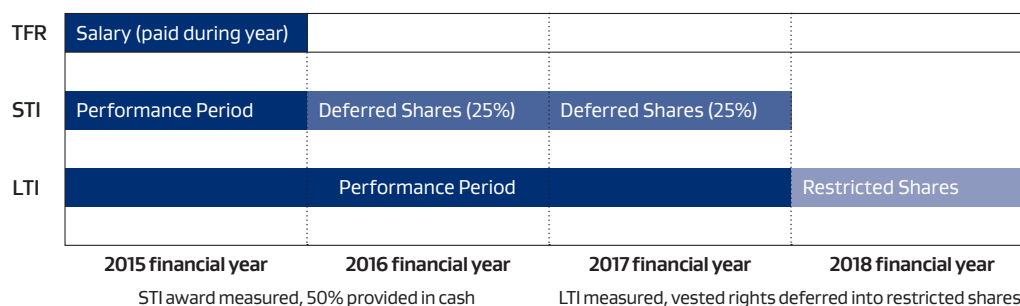 TFR Salary (paid during year)
STI Performance Period Deferred Shares (25%) Deferred Shares (25%)
LTI Performance Period Restricted Shares
2015 financial year 2016 financial year 2017 financial year 2018 financial year
STI award measured, 50% provided in cash LTI measured, vested rights deferred into restricted shares